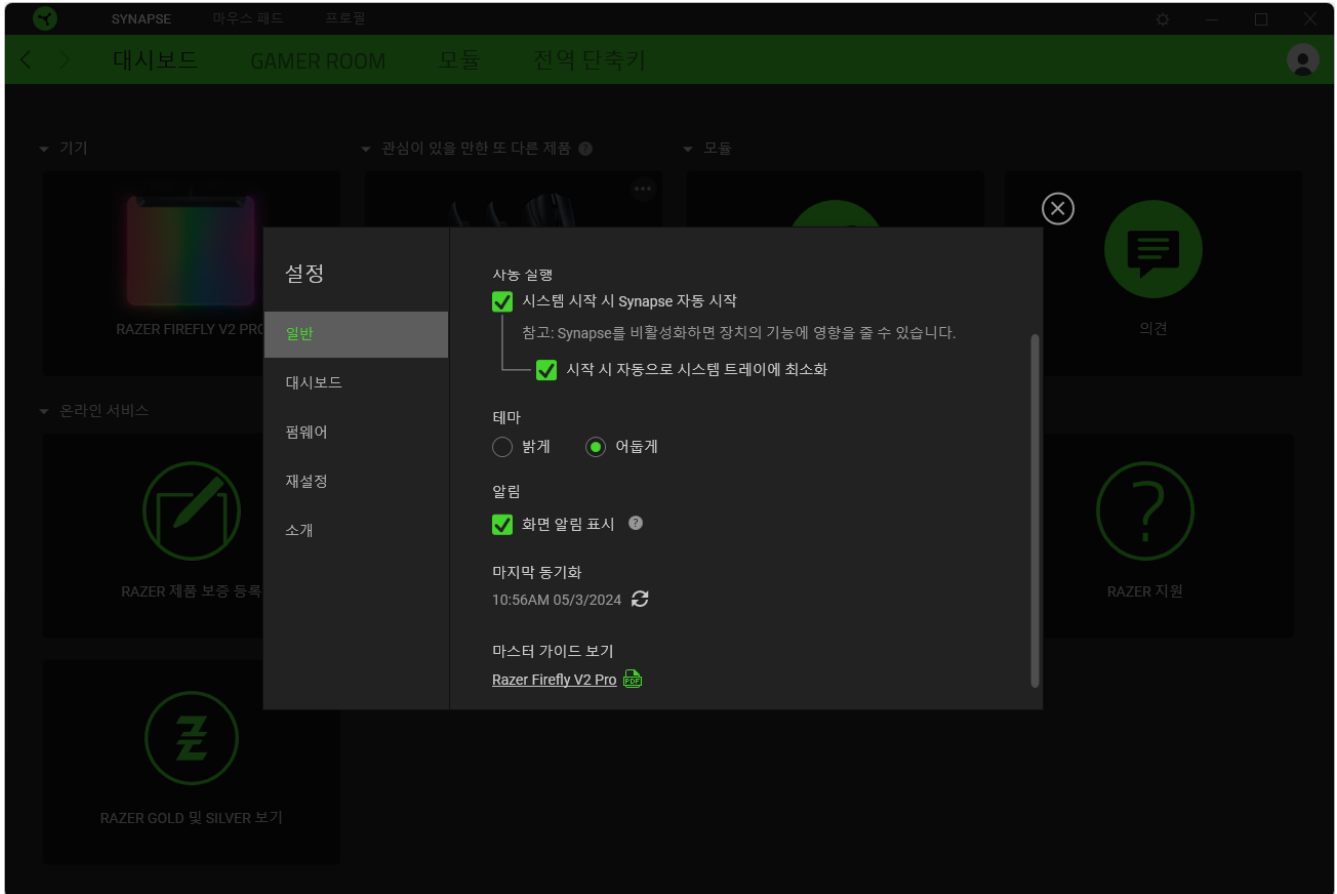 SYNAPSE 마우스 패드 프로필
대시보드 GAMER ROOM 모듈 전역 단축키
기기
관심이 있을 만한 또 다른 제품 ?
모듈
RAZER FIREFLY V2 PRO
의견
온라인 서비스
RAZER 제품 보증 등록
RAZER 지원
RAZER GOLD 및 SILVER 보기
설정
일반
대시보드
펌웨어
재설정
소개
자동 실행
시스템 시작 시 Synapse 자동 시작
참고: Synapse를 비활성화하면 장치의 기능에 영향을 줄 수 있습니다.
시작 시 자동으로 시스템 트레이에 최소화
테마
밝게 어둡게
알림
화면 알림 표시 ?
마지막 동기화
10:56AM 05/3/2024
마스터 가이드 보기
Razer Firefly V2 Pro PDF